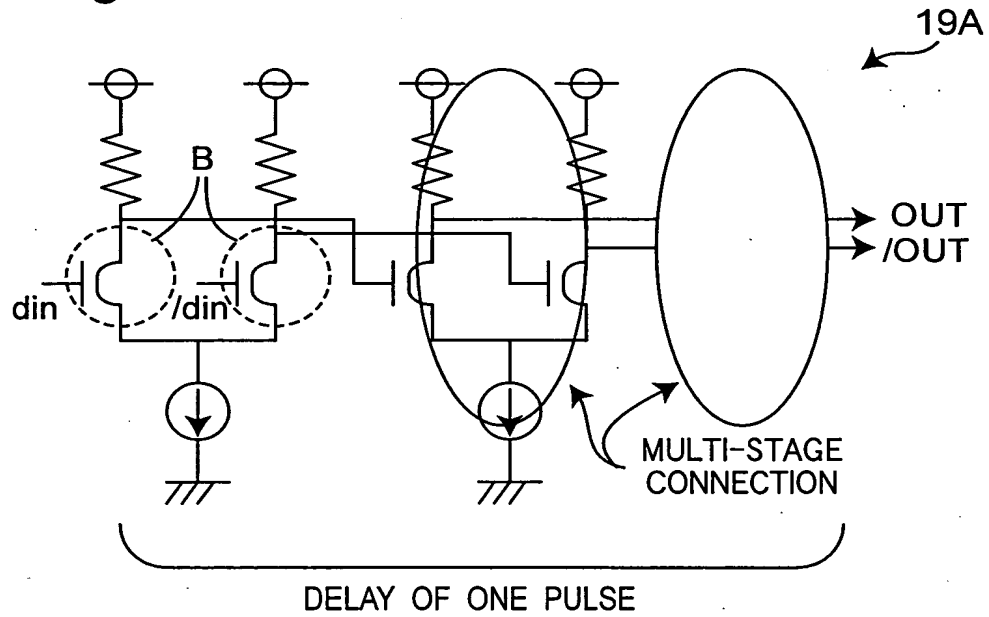 19A
B
din
/din
OUT
/OUT
MULTI-STAGE
CONNECTION
DELAY OF ONE PULSE